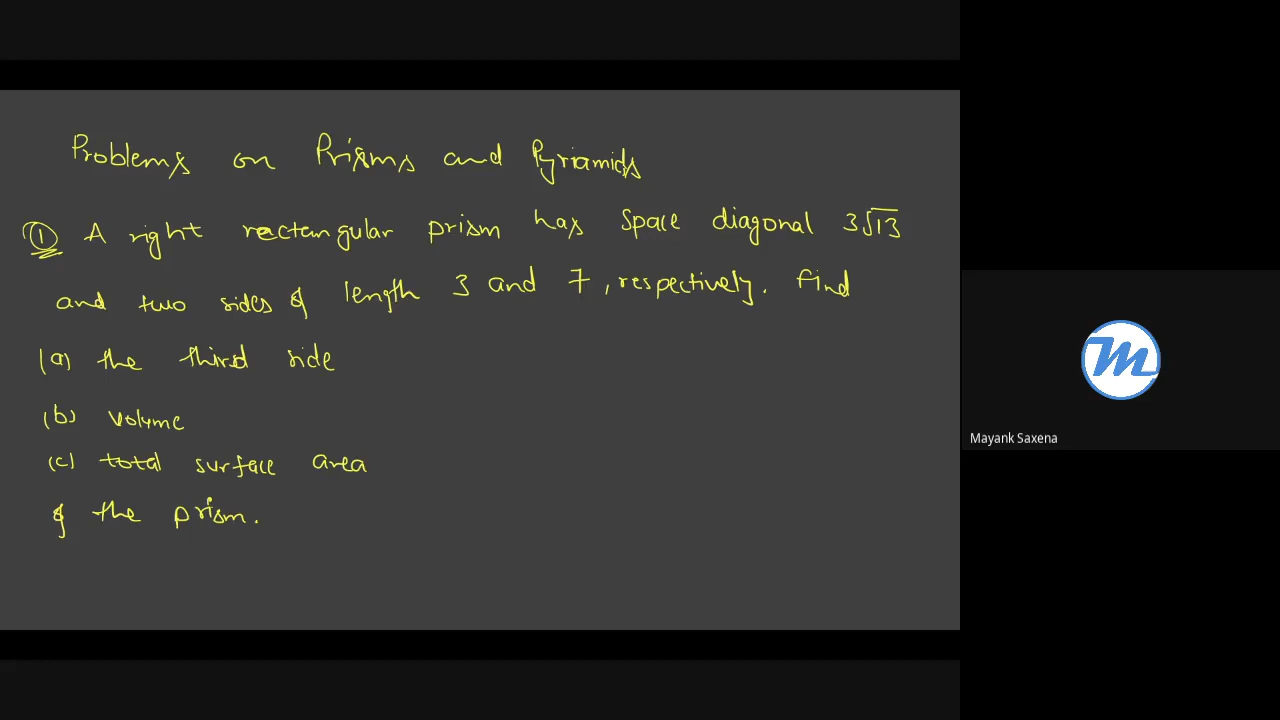 Problems on Prisms and Pyriamids
① A right rectangular prism has space diagonal 3√13
and two sides of length 3 and 7, respectively. Find
(a) the third side
(b) volume
(c) total surface area
of the prism.
M
Mayank Saxena